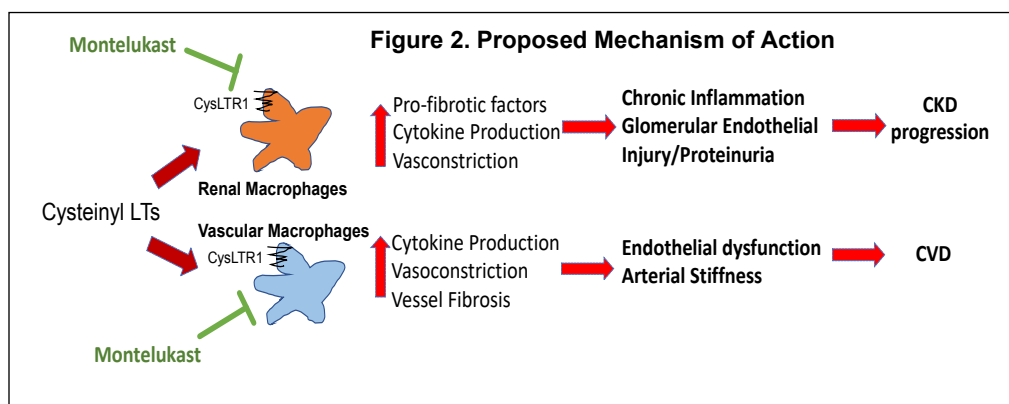 Figure 2. Proposed Mechanism of Action
Montelukast
CysLTR1
Renal Macrophages
Pro-fibrotic factors
Cytokine Production
Vasconstriction
Chronic Inflammation
Glomerular Endothelial
Injury/Proteinuria
CKD
progression
Cysteinyl LTs
Vascular Macrophages
CysLTR1
Cytokine Production
Vasoconstriction
Vessel Fibrosis
Endothelial dysfunction
Arterial Stiffness
CVD
Montelukast